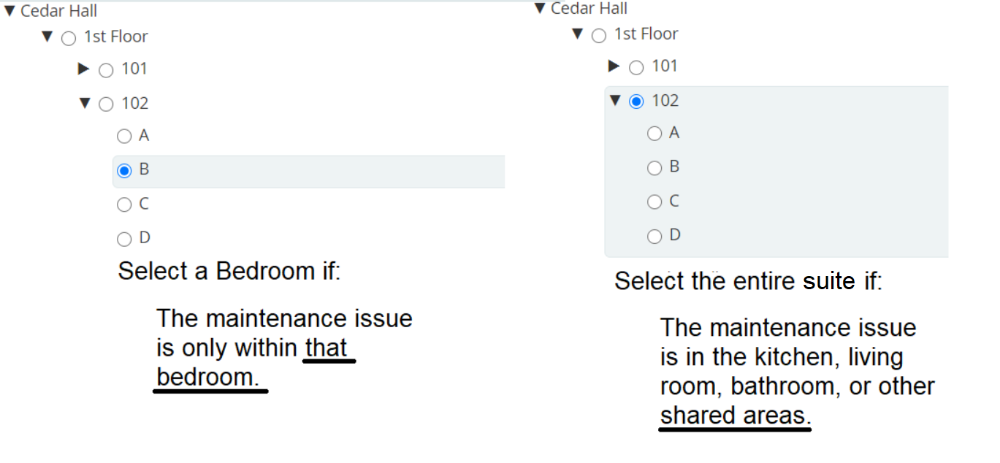 Cedar Hall
1st Floor
101
102
A
B
C
D
Select a Bedroom if:
The maintenance issue
is only within that
bedroom.
Cedar Hall
1st Floor
101
102
A
B
C
D
Select the entire suite if:
The maintenance issue
is in the kitchen, living
room, bathroom, or other
shared areas.